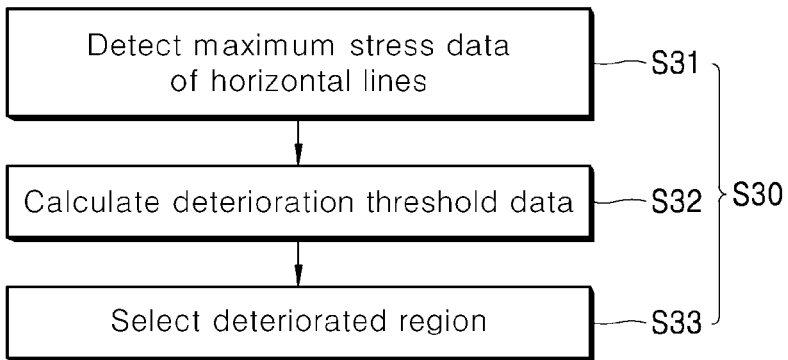 Detect maximum stress data
of horizontal lines
S31
Calculate deterioration threshold data
S32
S30
Select deteriorated region
S33